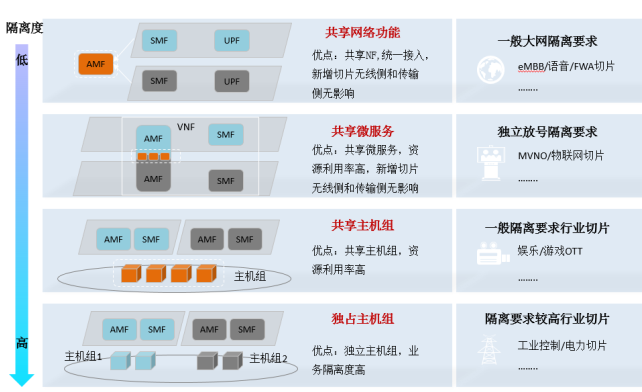 隔离度
低
高
AMF
SMF
UPF
SMF
UPF
共享网络功能
优点：共享NF,统一接入,
新增切片无线侧和传输
侧无影响
一般大网隔离要求
eMBB/语音/FWA切片
........
VNF
AMF
SMF
AMF
SMF
共享微服务
优点：共享微服务，资
源利用率高，新增切片
无线侧和传输侧无影响
独立放号隔离要求
MVNO/物联网切片
........
AMF
SMF
AMF
SMF
主机组
共享主机组
优点：共享主机组，资
源利用率高
一般隔离要求行业切片
娱乐/游戏OTT
........
AMF
SMF
AMF
SMF
主机组1
主机组2
独占主机组
优点：独立主机组，业
务隔离度高
隔离要求较高行业切片
工业控制/电力切片
........